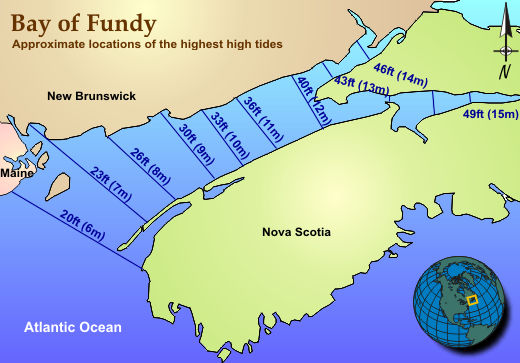 Bay of Fundy
Approximate locations of the highest high tides
N
46ft (14m)
43ft (13m)
40ft (12m)
36ft (11m)
33ft (10m)
30ft (9m)
26ft (8m)
23ft (7m)
20ft (6m)
49ft (15m)
New Brunswick
Maine
Nova Scotia
Atlantic Ocean